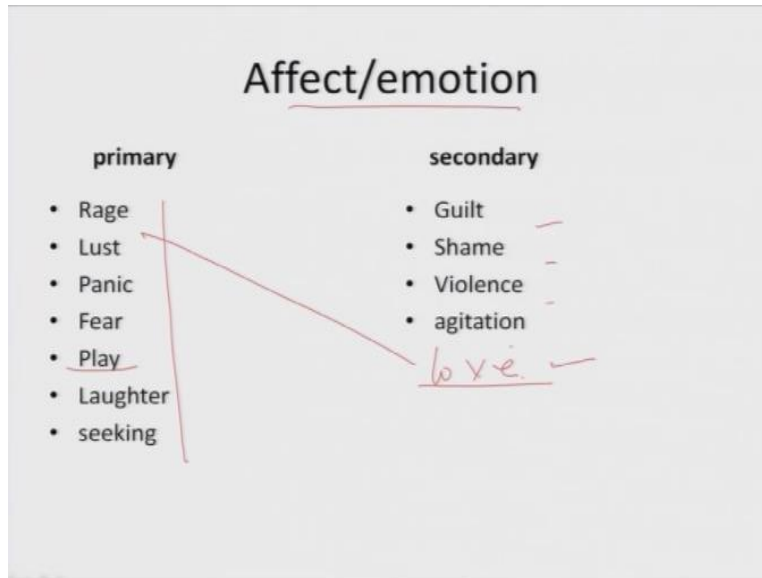 Affect/emotion
primary
• Rage
• Lust
• Panic
• Fear
• Play
• Laughter
• seeking
secondary
• Guilt
• Shame
• Violence
• agitation
love